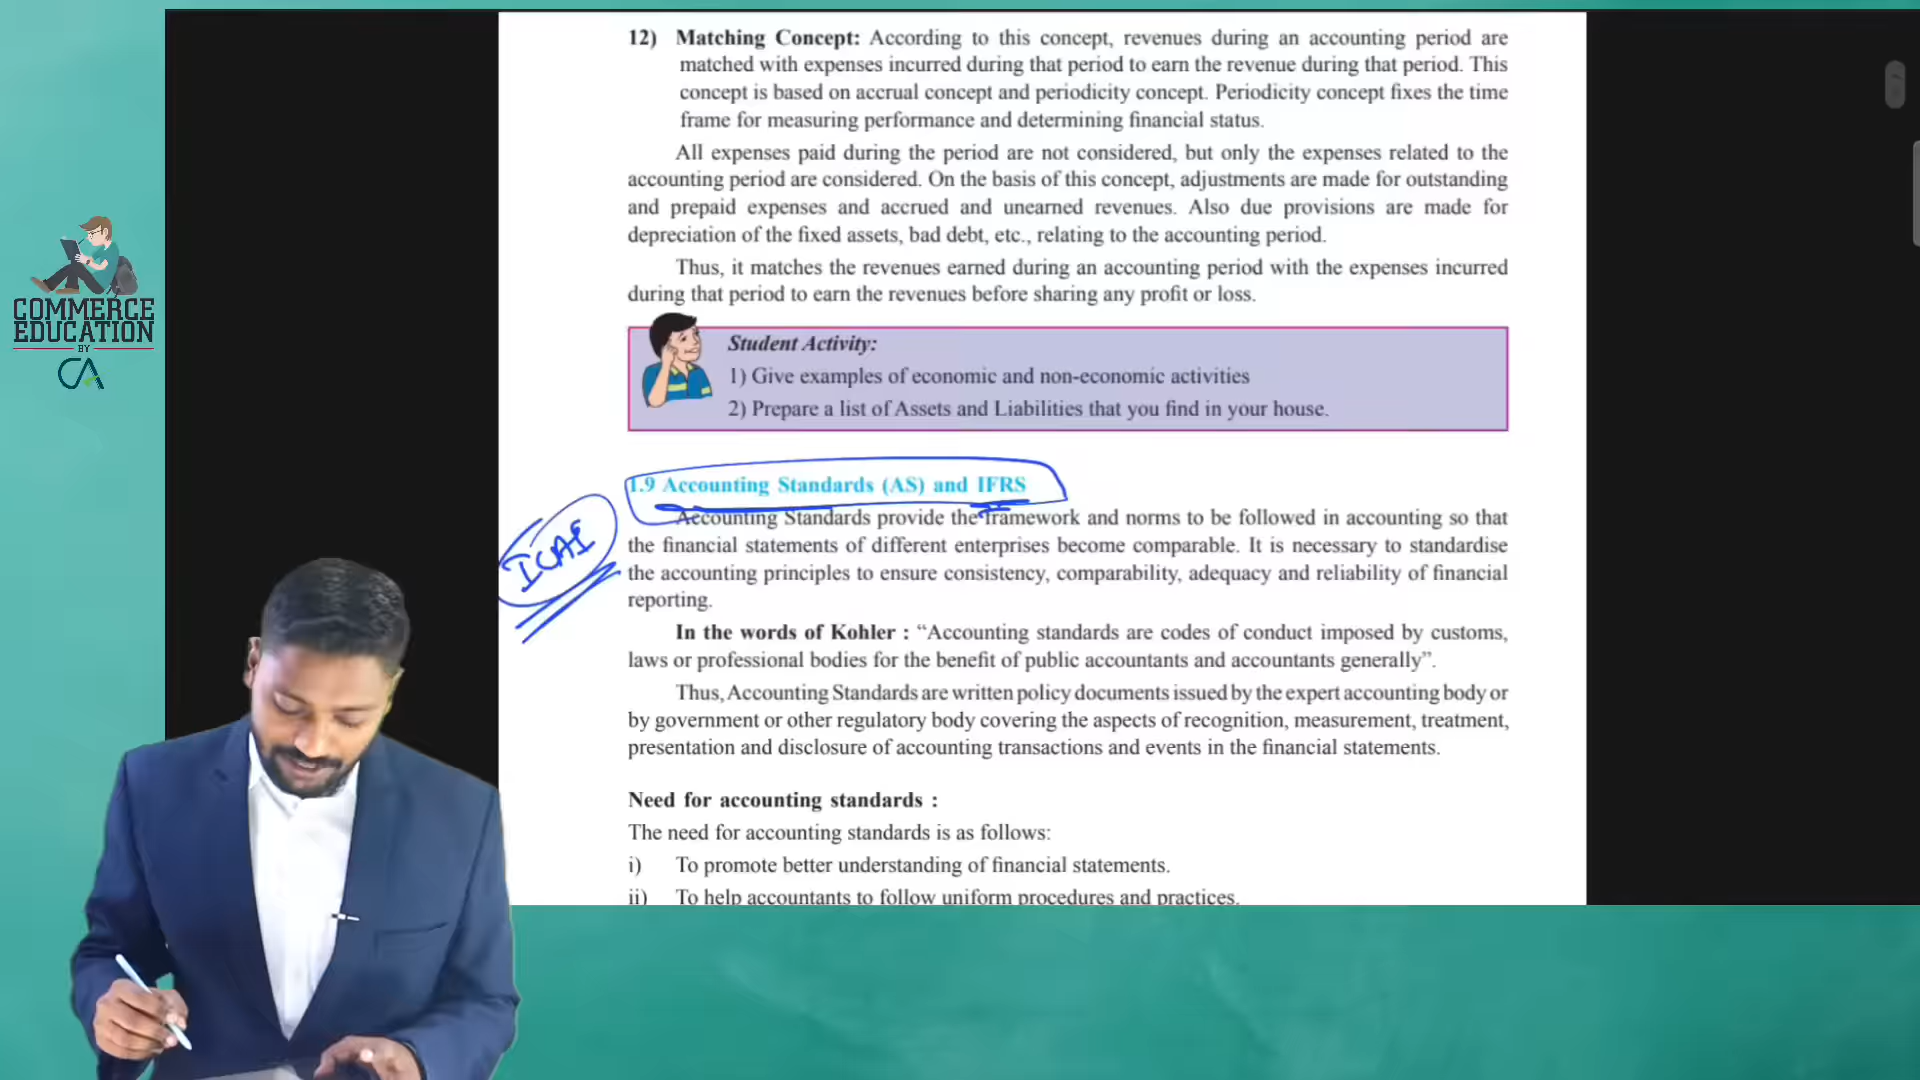 12) Matching Concept: According to this concept, revenues during an accounting period are
matched with expenses incurred during that period to earn the revenue during that period. This
concept is based on accrual concept and periodicity concept. Periodicity concept fixes the time
frame for measuring performance and determining financial status.
All expenses paid during the period are not considered, but only the expenses related to the
accounting period are considered. On the basis of this concept, adjustments are made for outstanding
and prepaid expenses and accrued and unearned revenues. Also due provisions are made for
depreciation of the fixed assets, bad debt, etc., relating to the accounting period.
Thus, it matches the revenues earned during an accounting period with the expenses incurred
during that period to earn the revenues before sharing any profit or loss.
COMMERCE
EDUCATION
BY
CA
Student Activity:
1) Give examples of economic and non-economic activities
2) Prepare a list of Assets and Liabilities that you find in your house.
1.9 Accounting Standards (AS) and IFRS
ICAI
Accounting Standards provide the framework and norms to be followed in accounting so that
the financial statements of different enterprises become comparable. It is necessary to standardise
the accounting principles to ensure consistency, comparability, adequacy and reliability of financial
reporting.
In the words of Kohler : “Accounting standards are codes of conduct imposed by customs,
laws or professional bodies for the benefit of public accountants and accountants generally”.
Thus, Accounting Standards are written policy documents issued by the expert accounting body or
by government or other regulatory body covering the aspects of recognition, measurement, treatment,
presentation and disclosure of accounting transactions and events in the financial statements.
Need for accounting standards :
The need for accounting standards is as follows:
i) To promote better understanding of financial statements.
ii) To help accountants to follow uniform procedures and practices.